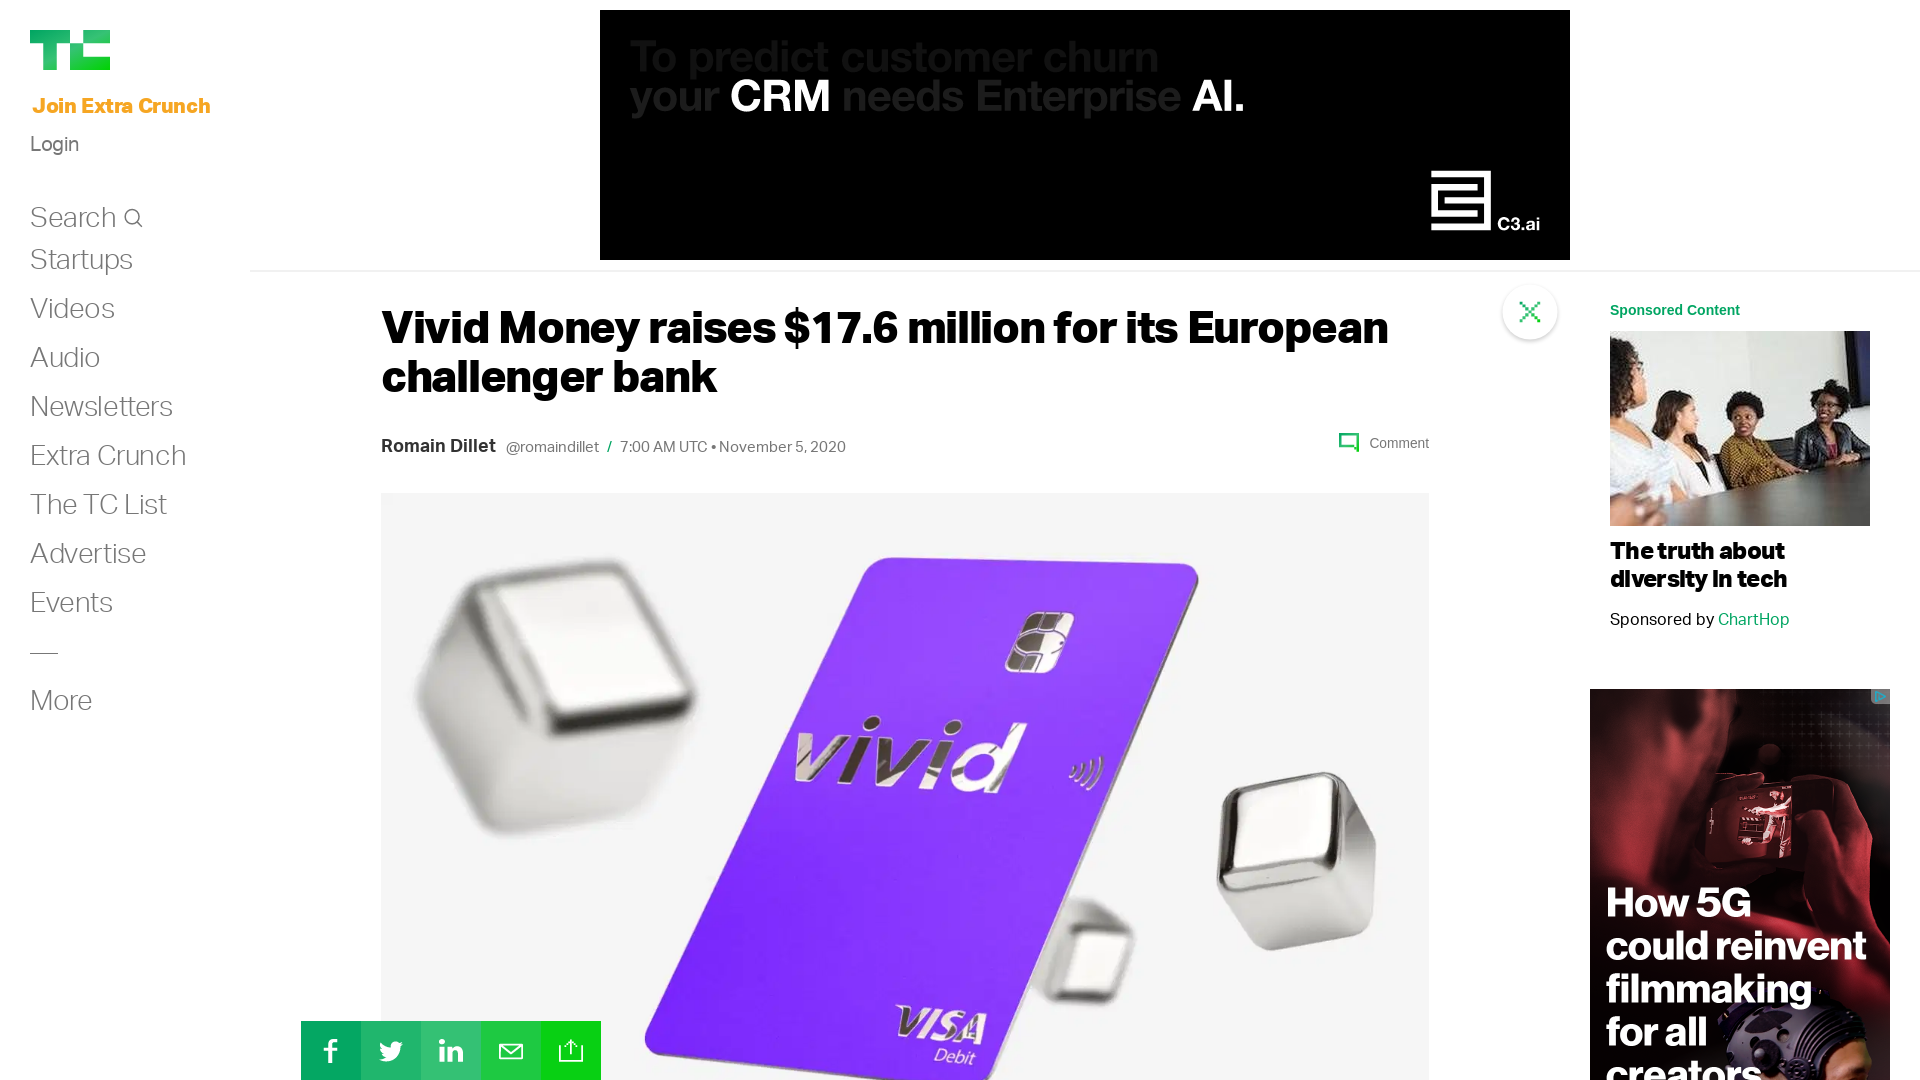 TC
Join Extra Crunch
Login
Search
Startups
Videos
Audio
Newsletters
Extra Crunch
The TC List
Advertise
Events
More
To predict customer churn
your CRM needs Enterprise AI.
C3.ai
Vivid Money raises $17.6 million for its European
challenger bank
Romain Dillet @romaindillet / 7:00 AM UTC • November 5, 2020
Comment
vivid
VISA
Debit
Sponsored Content
The truth about
diversity in tech
Sponsored by ChartHop
How 5G
could reinvent
filmmaking
for all
creators